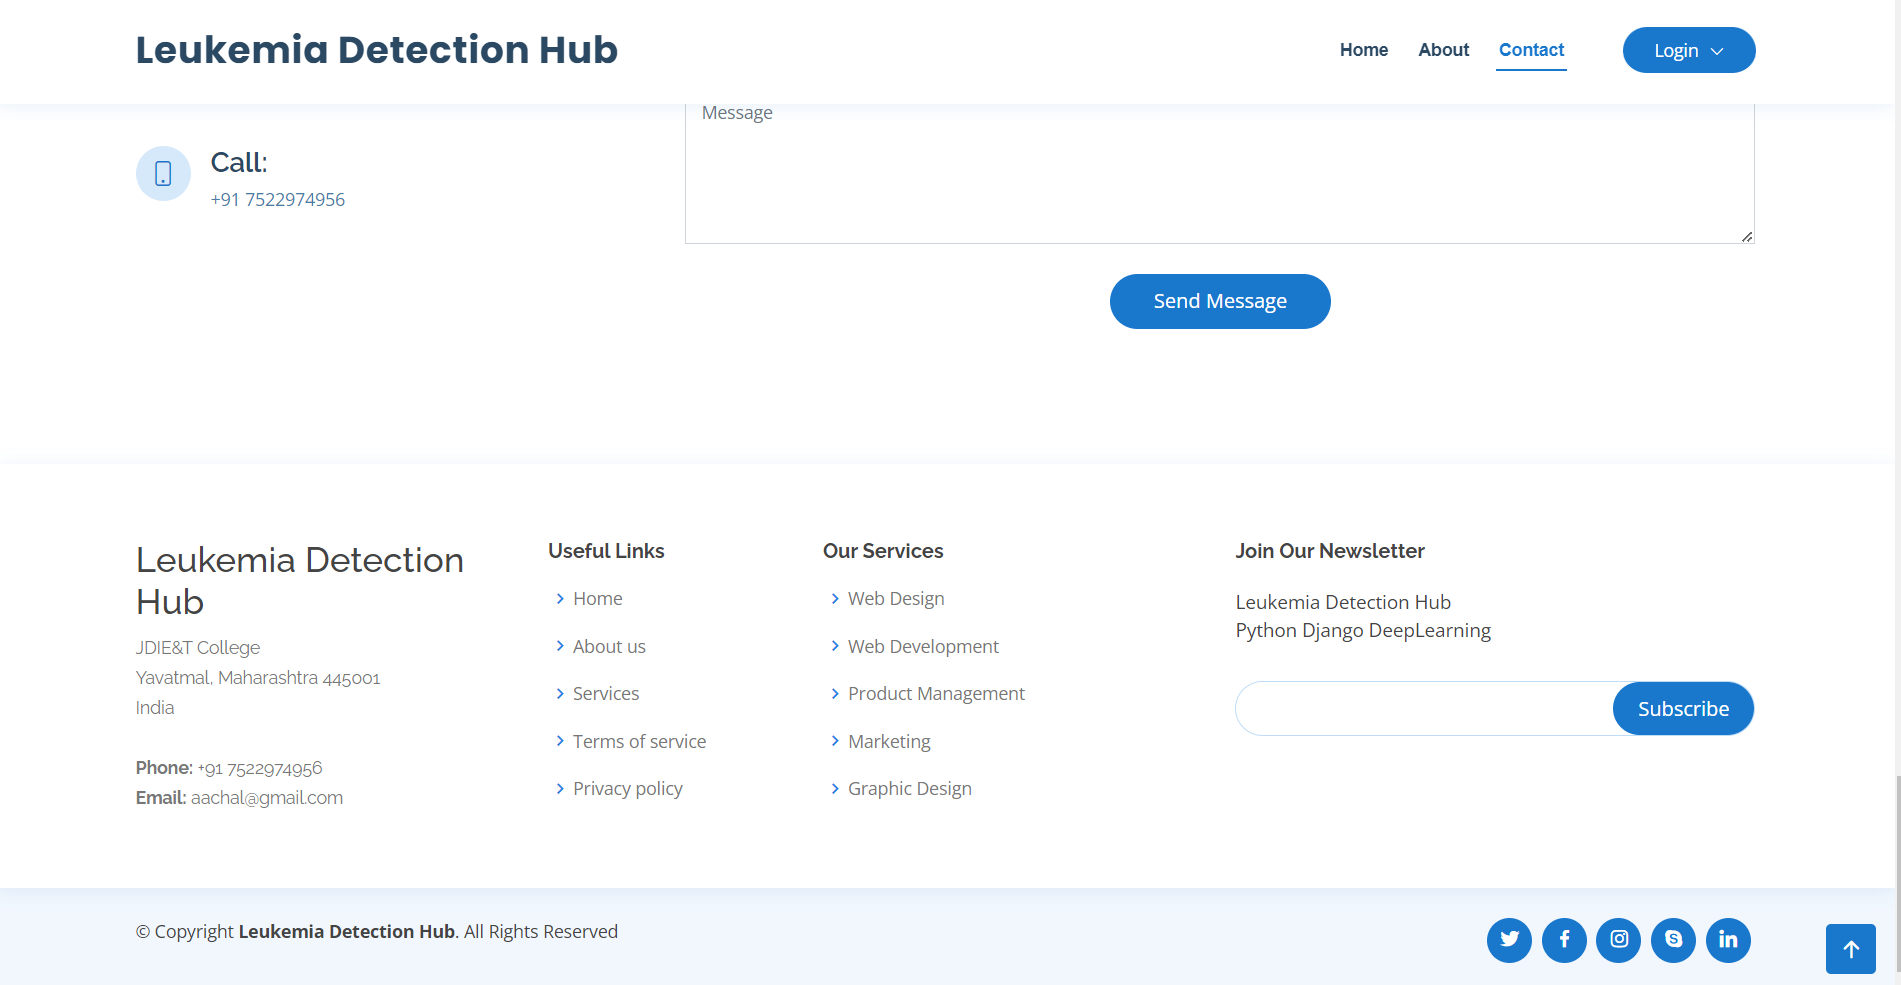 Leukemia Detection Hub
Home
About
Contact
Login
Message
Call:
+91 7522974956
Send Message
Leukemia Detection
Hub
JDIE&T College
Yavatmal, Maharashtra 445001
India
Phone: +91 7522974956
Email: aachal@gmail.com
Useful Links
Home
About us
Services
Terms of service
Privacy policy
Our Services
Web Design
Web Development
Product Management
Marketing
Graphic Design
Join Our Newsletter
Leukemia Detection Hub
Python Django DeepLearning
Subscribe
© Copyright Leukemia Detection Hub. All Rights Reserved